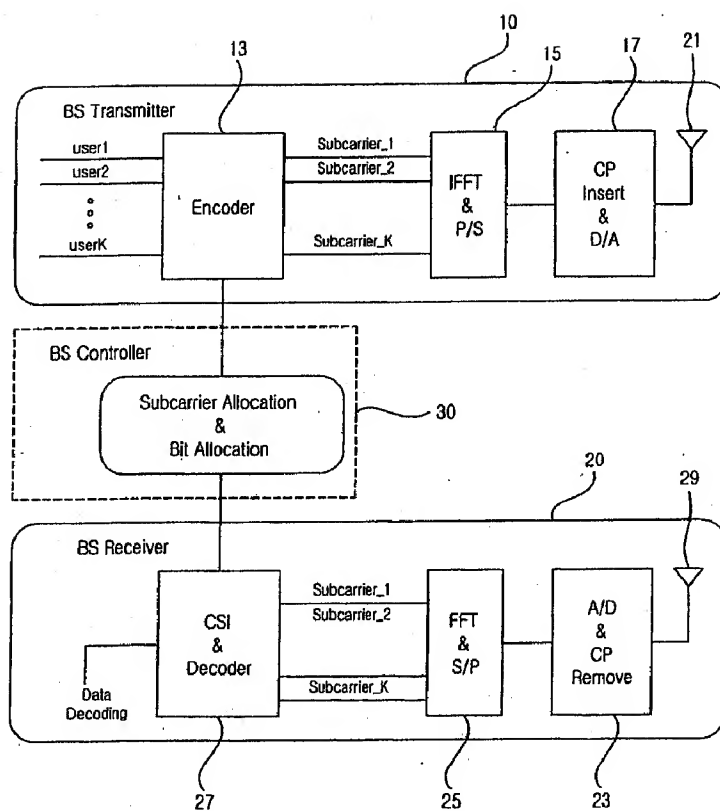 10
13
15
17
21
BS Transmitter
user1
user2
userK
Encoder
Subcarrier_1
Subcarrier_2
Subcarrier_K
IFFT
&
P/S
CP
Insert
&
D/A
BS Controller
Subcarrier Allocation
&
Bit Allocation
30
20
29
BS Receiver
CSI
&
Decoder
Data
Decoding
Subcarrier_1
Subcarrier_2
Subcarrier_K
FFT
&
S/P
A/D
&
CP
Remove
27
25
23